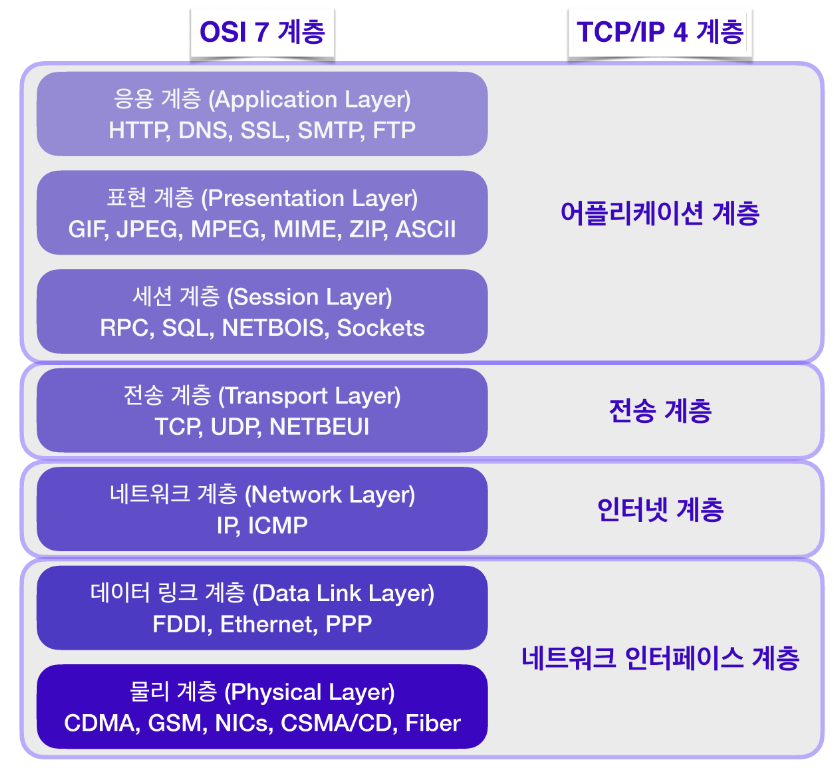 OSI 7 계층
TCP/IP 4 계층
응용 계층 (Application Layer)
HTTP, DNS, SSL, SMTP, FTP
표현 계층 (Presentation Layer)
GIF, JPEG, MPEG, MIME, ZIP, ASCII
세션 계층 (Session Layer)
RPC, SQL, NETBOIS, Sockets
어플리케이션 계층
전송 계층 (Transport Layer)
TCP, UDP, NETBEUI
전송 계층
네트워크 계층 (Network Layer)
IP, ICMP
인터넷 계층
데이터 링크 계층 (Data Link Layer)
FDDI, Ethernet, PPP
물리 계층 (Physical Layer)
CDMA, GSM, NICs, CSMA/CD, Fiber
네트워크 인터페이스 계층